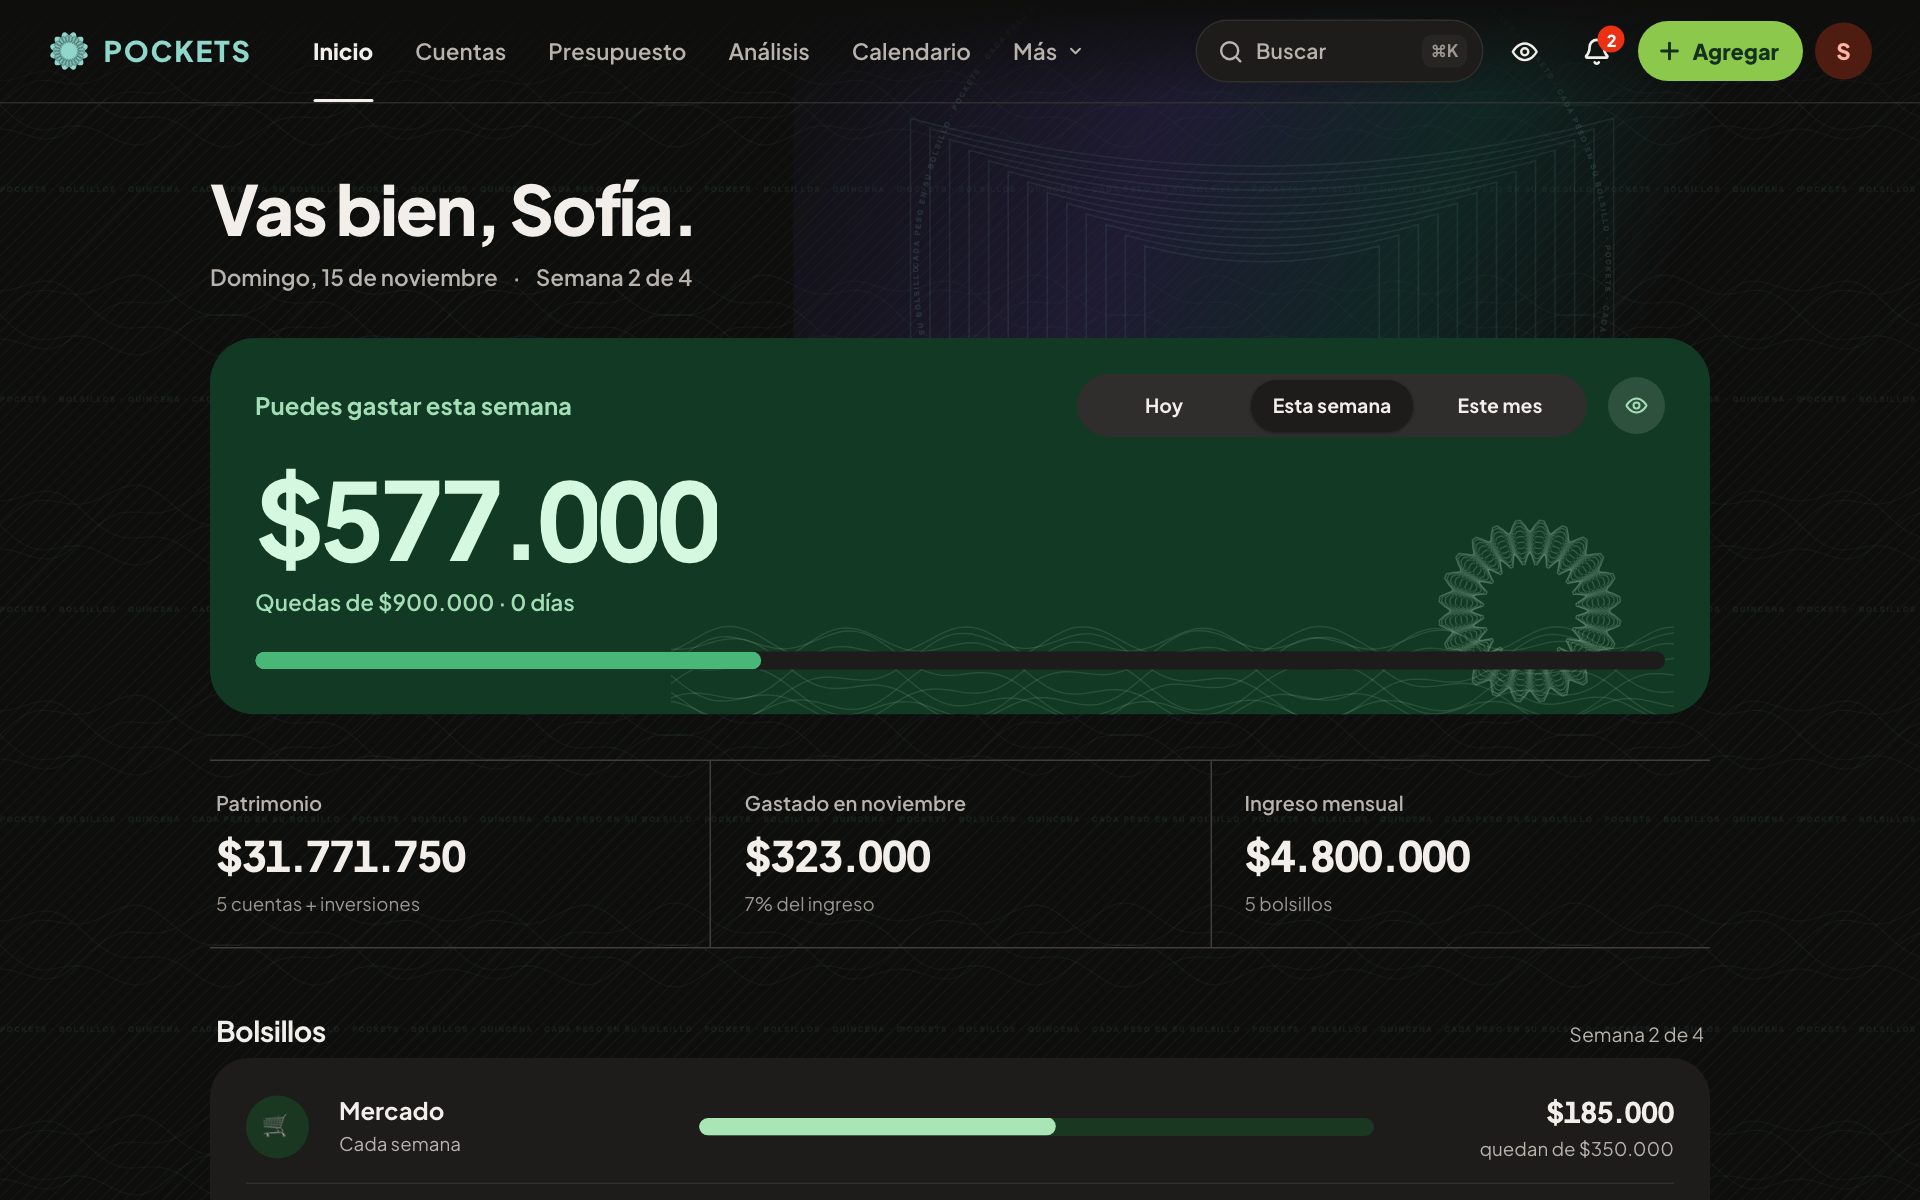 POCKETS
Inicio
Cuentas
Presupuesto
Análisis
Calendario
Más
Buscar
⌘K
2
+ Agregar
S
Vas bien, Sofía.
Domingo, 15 de noviembre · Semana 2 de 4
Puedes gastar esta semana
Hoy
Esta semana
Este mes
$577.000
Quedas de $900.000 · 0 días
Patrimonio
$31.771.750
5 cuentas + inversiones
Gastado en noviembre
$323.000
7% del ingreso
Ingreso mensual
$4.800.000
5 bolsillos
Bolsillos
Semana 2 de 4
Mercado
Cada semana
$185.000
quedan de $350.000